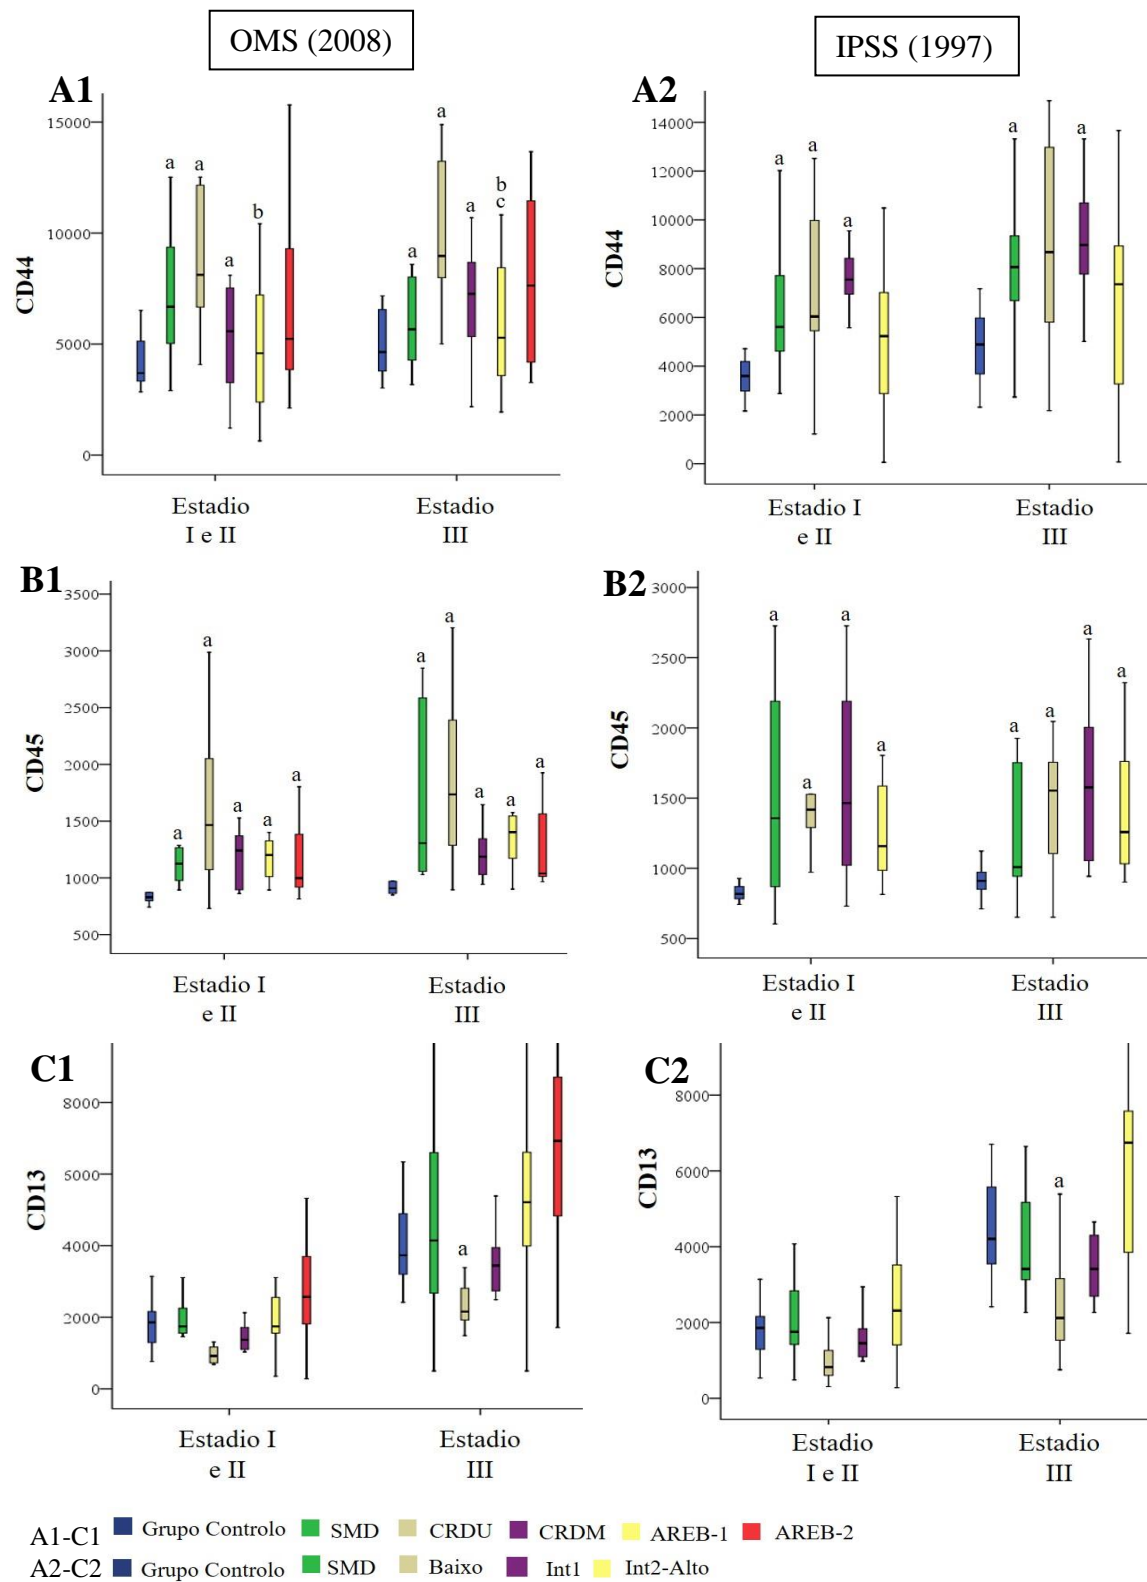 OMS (2008)
IPSS (1997)
A1
15000
10000
5000
0
CD44
a
a
a
b
a
a
a
b
c
Estadio
I e II
Estadio
III
A2
14000
12000
10000
8000
6000
4000
2000
0
CD44
a
a
a
a
a
Estadio I
e II
Estadio
III
B1
3500
3000
2500
2000
1500
1000
500
CD45
a
a
a
a
a
a
a
a
a
a
Estadio I
e II
Estadio
III
B2
3000
2500
2000
1500
1000
500
CD45
a
a
a
a
a
a
a
a
Estadio I
e II
Estadio
III
C1
8000
6000
4000
2000
0
CD13
a
Estadio I
e II
Estadio
III
C2
8000
6000
4000
2000
0
CD13
a
Estadio
I e II
Estadio
III
A1-C1 Grupo Controlo SMD CRDU CRDM AREB-1 AREB-2
A2-C2 Grupo Controlo SMD Baixo Int1 Int2-Alto